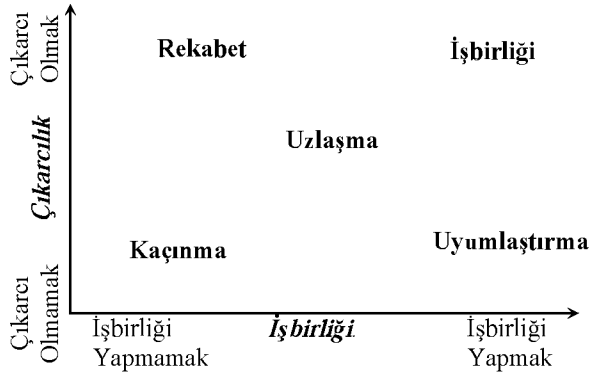 Çıkarcı
Olmak
Rekabet
İşbirliği
Çıkarcılık
Uzlaşma
Kaçınma
Uyumlaştırma
Çıkarcı
Olmamak
İşbirliği
Yapmamak
İşbirliği
İşbirliği
Yapmak